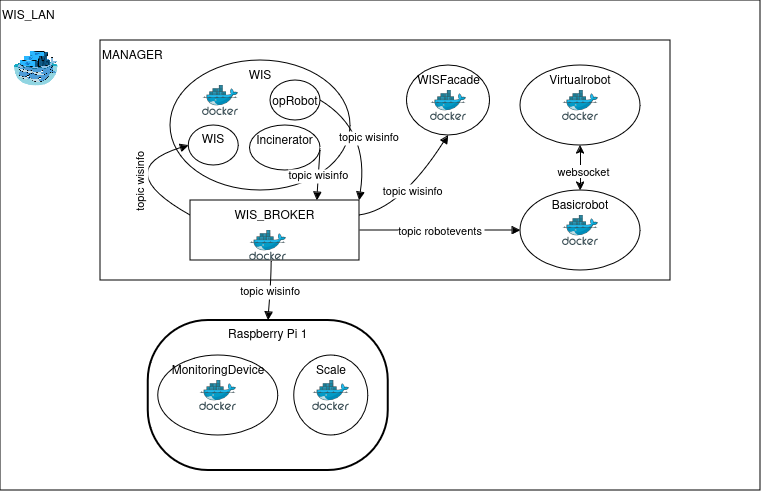 WIS_LAN
MANAGER
WIS
docker
opRobot
WIS
Incinerator
WISFacade
docker
Virtualrobot
docker
topic wisinfo
topic wisinfo
topic wisinfo
topic wisinfo
websocket
WIS_BROKER
docker
topic robotevents
Basicrobot
docker
topic wisinfo
Raspberry Pi 1
MonitoringDevice
docker
Scale
docker